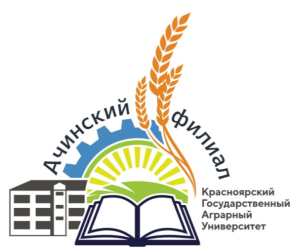 Ачинский филиал
Красноярский
Государственный
Аграрный
Университет